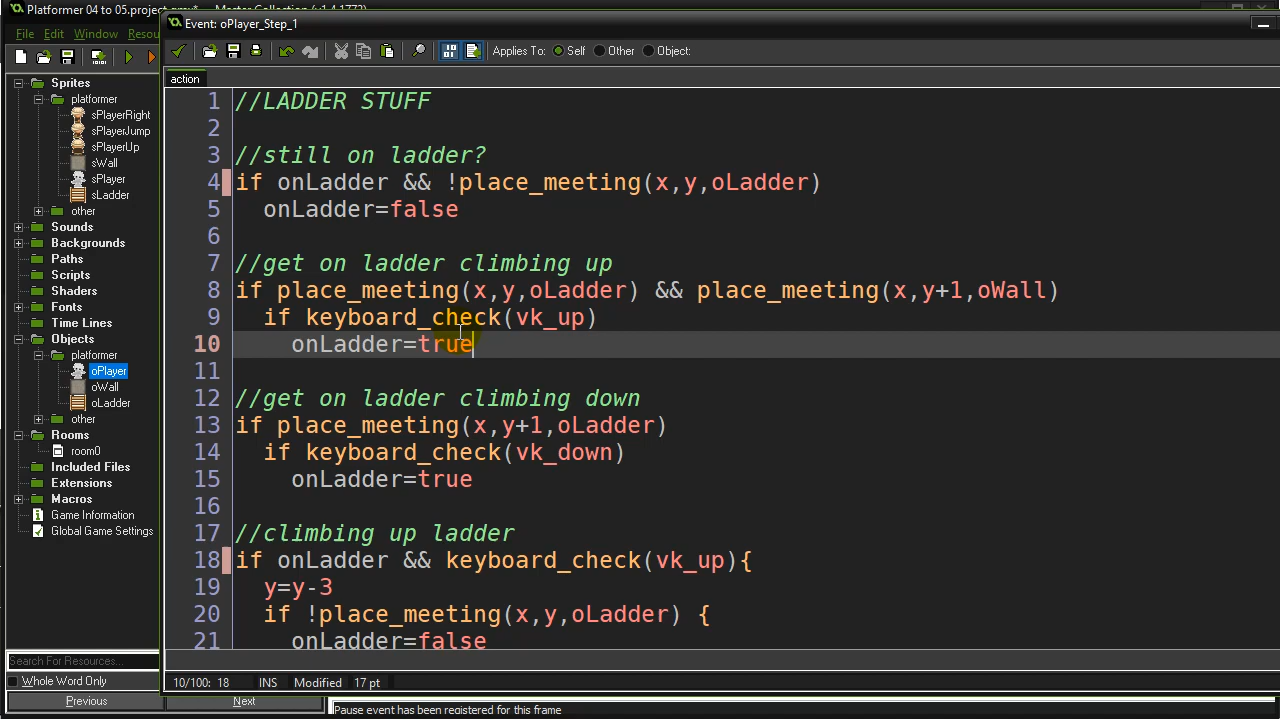 Platformer 04 to 05.project.gmx* - Master Collection (v1.4.1773)
File Edit Window Resou
Event: oPlayer_Step_1
Applies To: Self Other Object:
action
Sprites
platformer
sPlayerRight
sPlayerJump
sPlayerUp
sWall
sPlayer
sLadder
other
Sounds
Backgrounds
Paths
Scripts
Shaders
Fonts
Time Lines
Objects
platformer
oPlayer
oWall
oLadder
other
Rooms
room0
Included Files
Extensions
Macros
Game Information
Global Game Settings
Search For Resources...
Whole Word Only
Previous Next
1 //LADDER STUFF
2
3 //still on ladder?
4 if onLadder && !place_meeting(x,y,oLadder)
5 onLadder=false
6
7 //get on ladder climbing up
8 if place_meeting(x,y,oLadder) && place_meeting(x,y+1,oWall)
9 if keyboard_check(vk_up)
10 onLadder=true
11
12 //get on ladder climbing down
13 if place_meeting(x,y+1,oLadder)
14 if keyboard_check(vk_down)
15 onLadder=true
16
17 //climbing up ladder
18 if onLadder && keyboard_check(vk_up){
19 y=y-3
20 if !place_meeting(x,y,oLadder) {
21 onLadder=false
10/100: 18 INS Modified 17 pt
Pause event has been registered for this frame